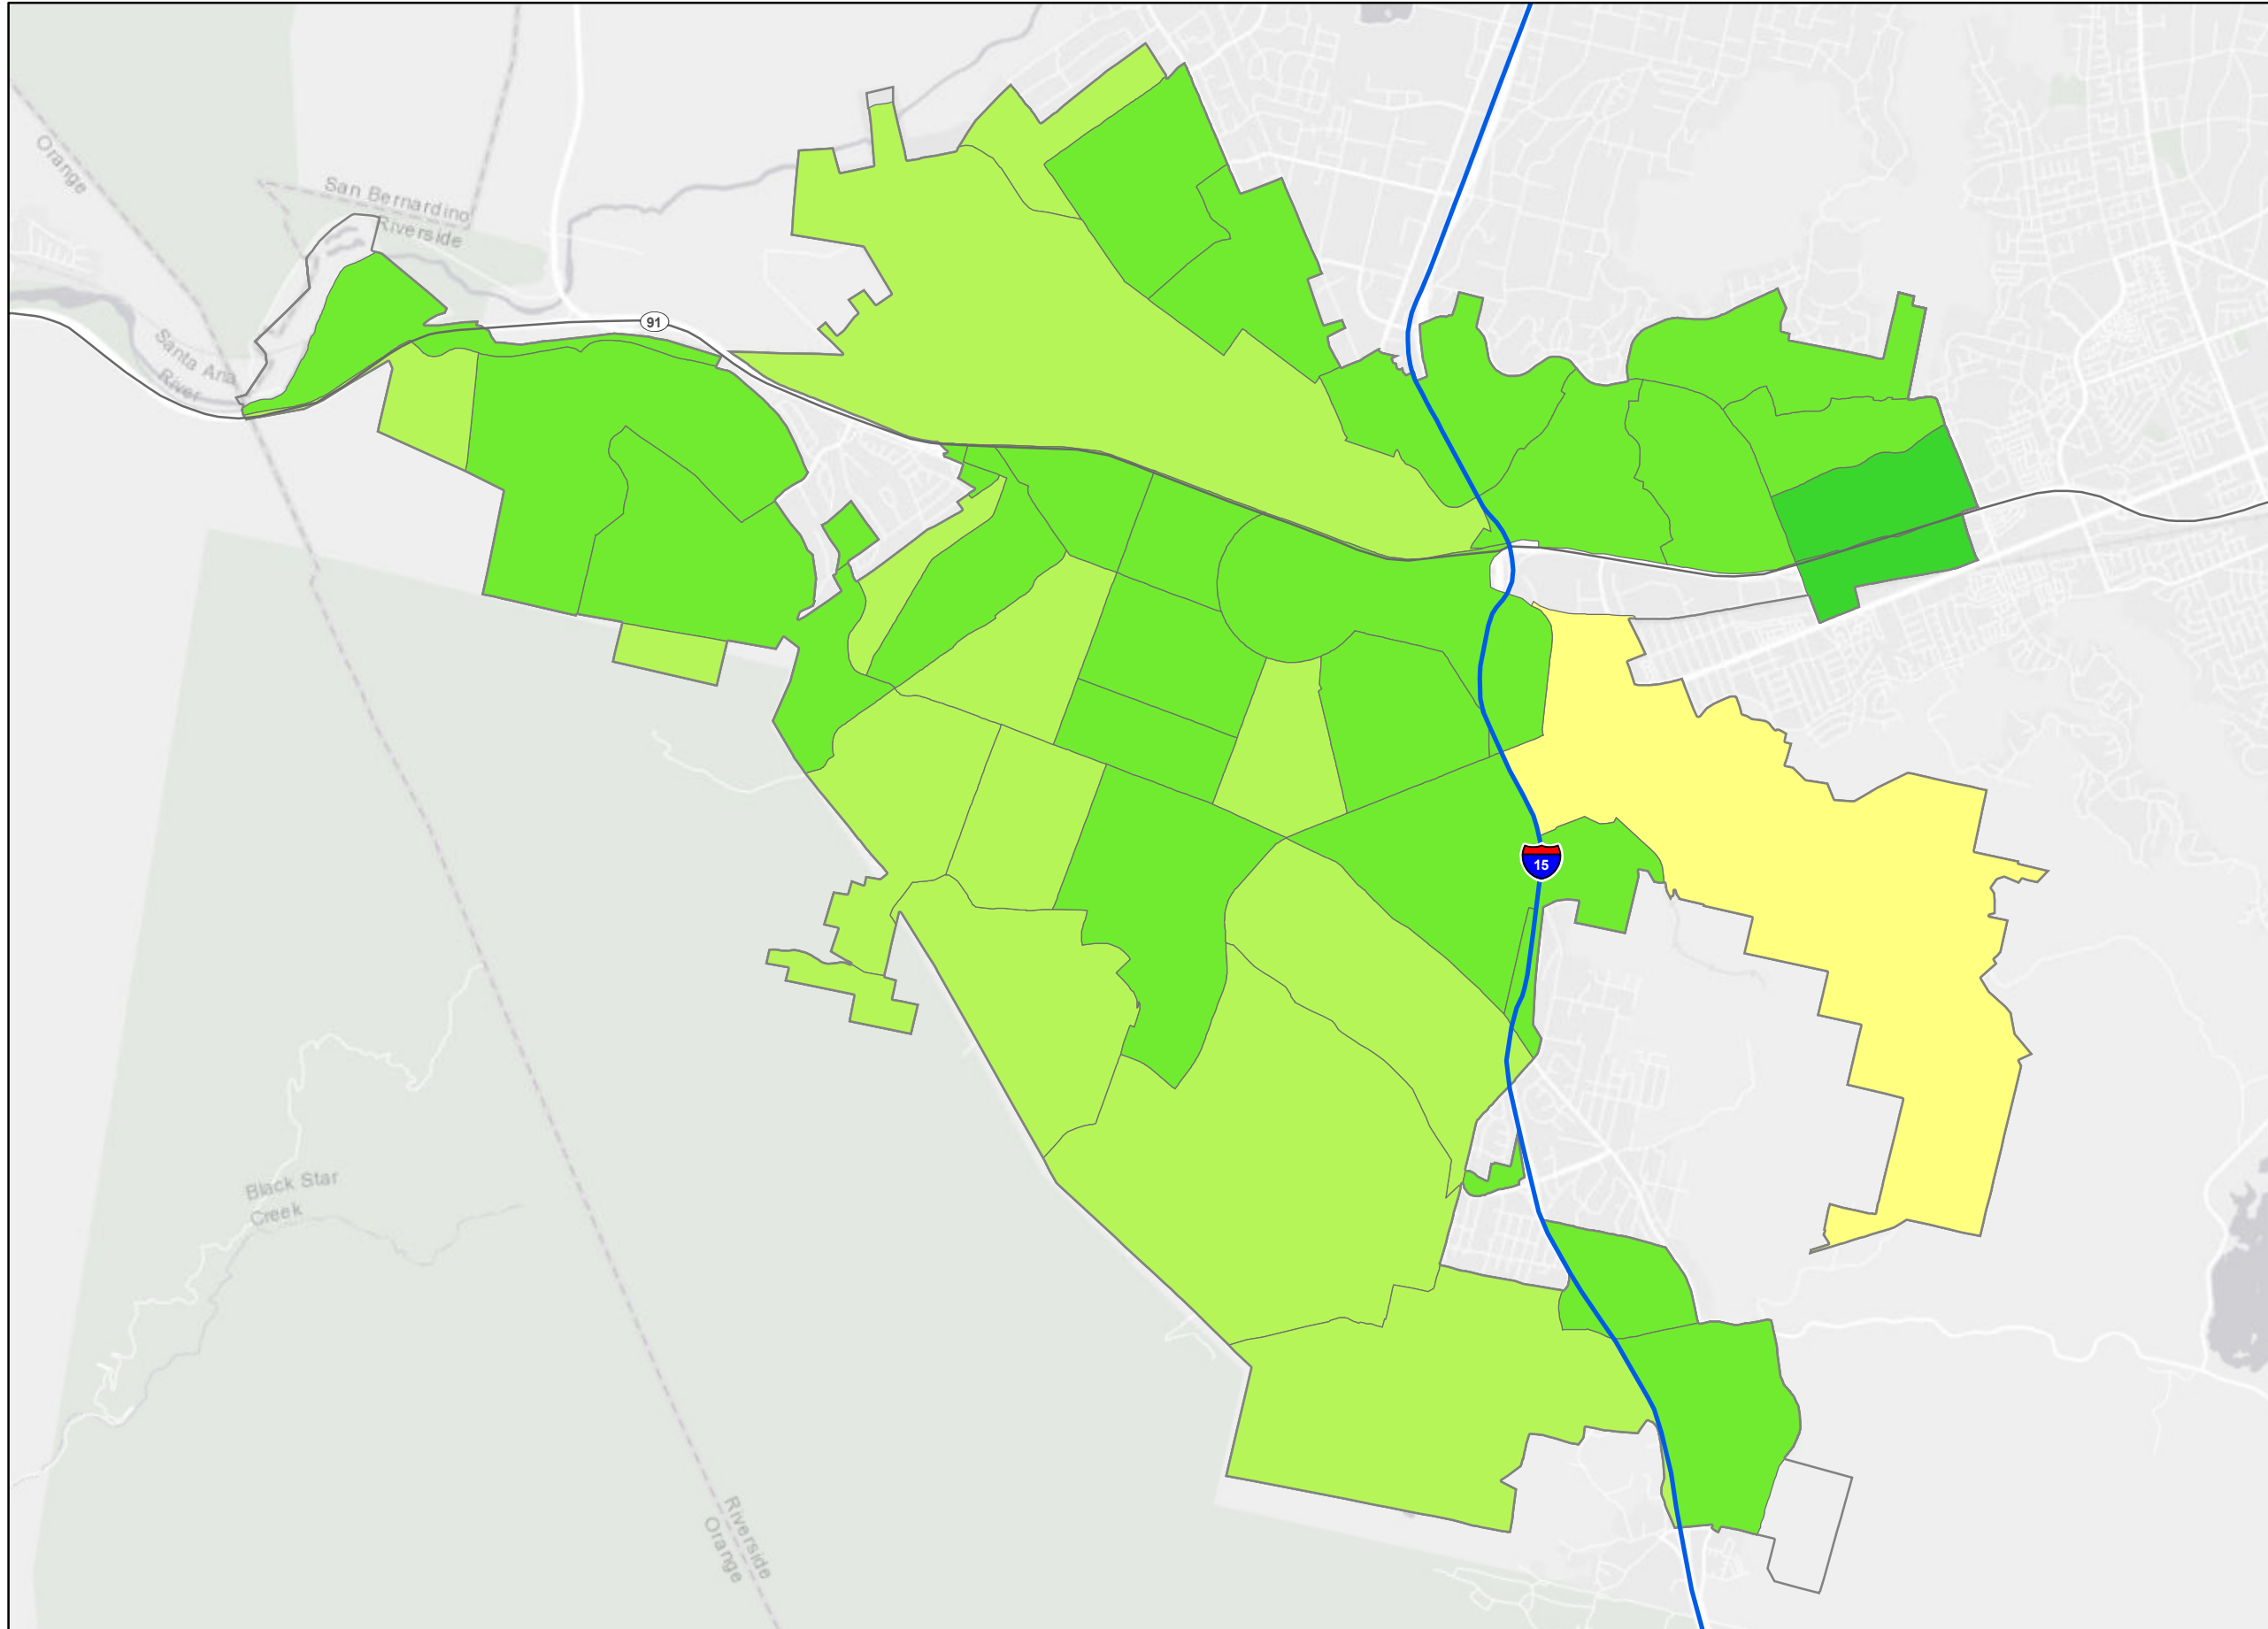 Orange
San Bernardino
Riverside
91
Santa Ana
River
15
Black Star
Creek
Riverside
Orange